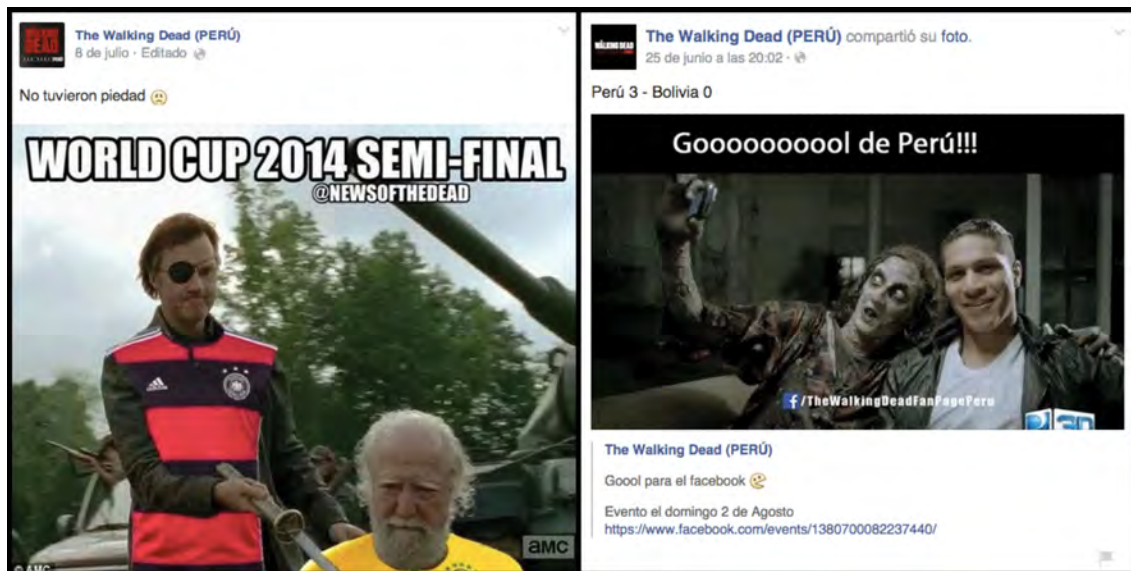 The Walking Dead (PERÚ)
8 de julio · Editado
No tuvieron piedad
WORLD CUP 2014 SEMI-FINAL
@NEWSOFTHEDEAD
aMC
© AMC
The Walking Dead (PERÚ) compartió su foto.
25 de junio a las 20:02
Perú 3 - Bolivia 0
Goooooooool de Perú!!!
f/TheWalkingDeadFanPagePeru
3D
The Walking Dead (PERÚ)
Goool para el facebook
Evento el domingo 2 de Agosto
https://www.facebook.com/events/1380700082237440/